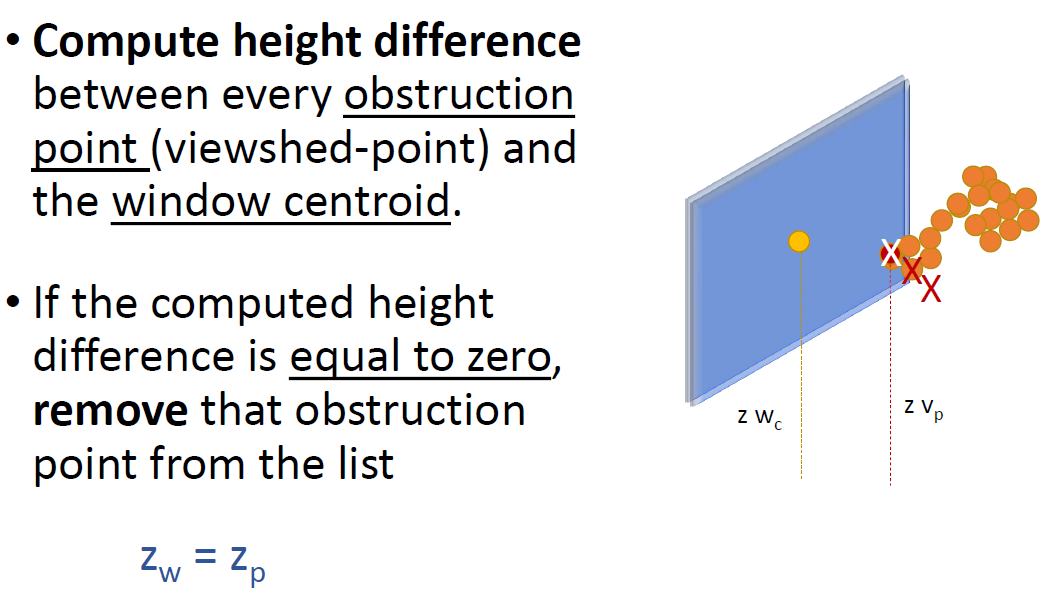 • Compute height difference
between every obstruction
point (viewshed-point) and
the window centroid.
• If the computed height
difference is equal to zero,
remove that obstruction
point from the list
z_w = z_p
X
X
X
z w_c
z v_p